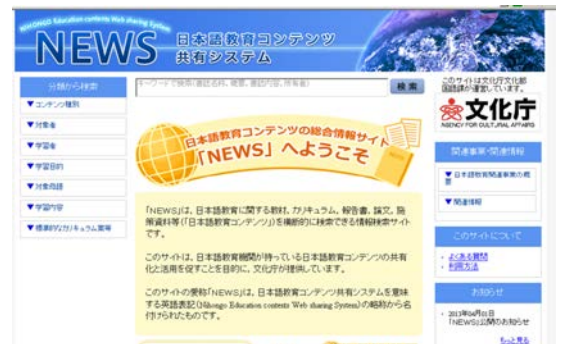 NIHONGO Education contents Web sharing System
NEWS
日本語教育コンテンツ
共有システム
分類から検索
▼コンテンツ種別
▼対象者
▼学習者
▼学習目的
▼対象母語
▼学習内容
▼標準的なカリキュラム案等
キーワードで検索(書誌名称、概要、書誌内容、所有者)
検索
日本語教育コンテンツの総合情報サイト
「NEWS」へようこそ
「NEWS」は、日本語教育に関する教材、カリキュラム、報告書、論文、施
策資料等(「日本語教育コンテンツ」)を横断的に検索できる情報検索サイト
です。
このサイトは、日本語教育機関が持っている日本語教育コンテンツの共有
化と活用を促すことを目的に、文化庁が提供しています。
このサイトの愛称「NEWS」は、日本語教育コンテンツ共有システムを意味
する英語表記(Nihongo Education contents Web sharing System)の略称から名
付けられたものです。
このサイトは文化庁文化部
国語課が運営しています。
文化庁
AGENCY FOR CULTURAL AFFAIRS
関連事業・関連情報
▼日本語教育関連事業の概
要
▼関連情報
このサイトについて
・よくある質問
・利用方法
お知らせ
・2013年04月01日
「NEWS」公開のお知らせ
もっと見る